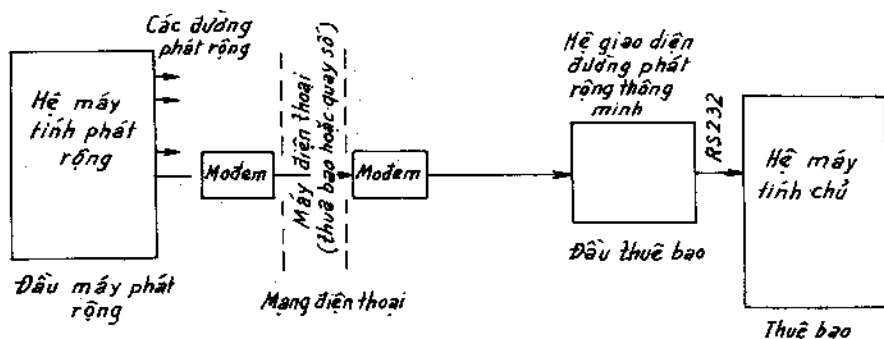 Các đường
phát rộng
Hệ máy
tính phát
rộng
Modem
Máy điện thoại
(thuê bao hoặc quay số)
Modem
Hệ giao diện
đường phát
rộng thông
minh
RS232
Hệ máy
tính chủ
Đầu máy phát
rộng
Mạng điện thoại
Đầu thuê bao
Thuê bao